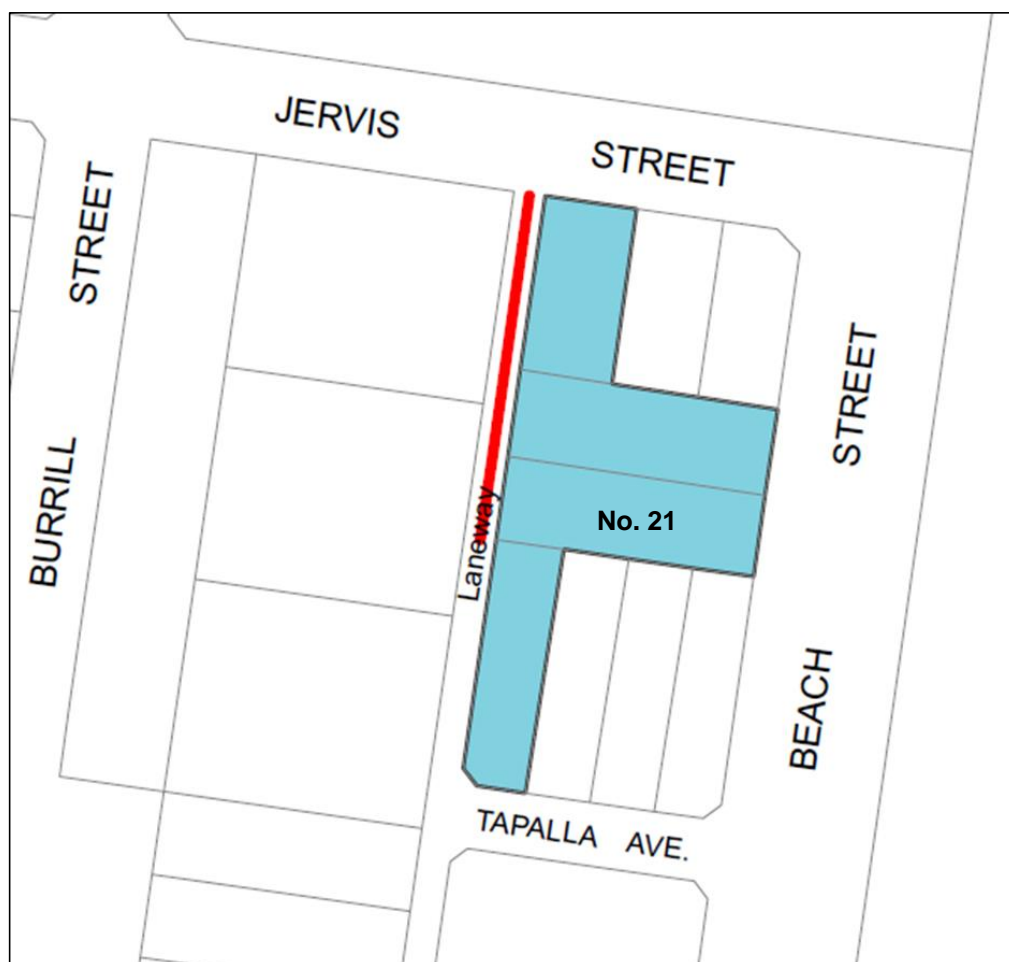 JERVIS STREET
STREET
STREET
No. 21
BURRILL
Laneway
BEACH
TAPALLA AVE.